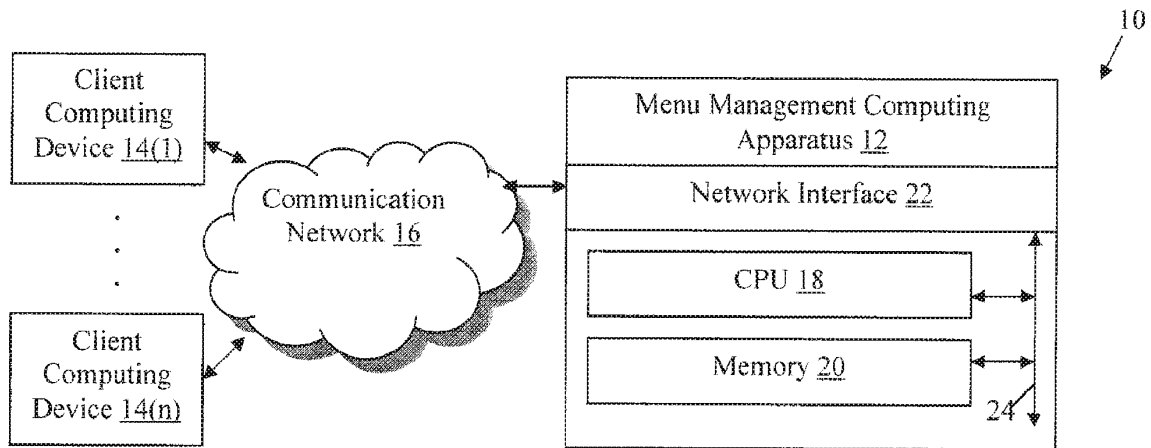 10
Client
Computing
Device 14(1)
Menu Management Computing
Apparatus 12
Communication
Network 16
Network Interface 22
CPU 18
Client
Computing
Device 14(n)
Memory 20
24